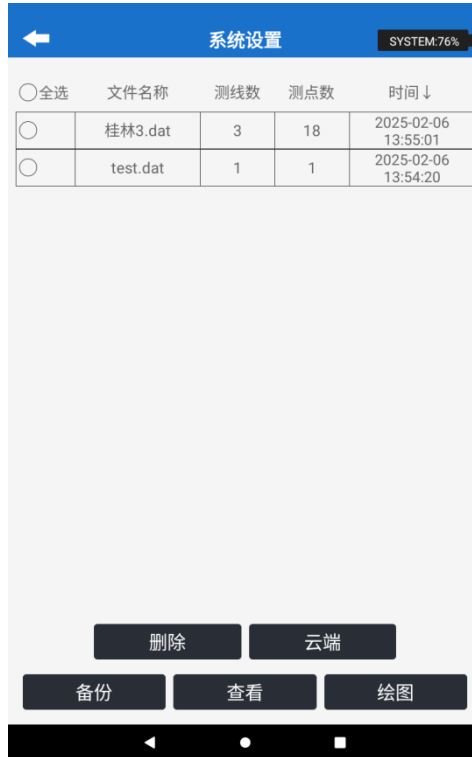 系统设置
SYSTEM:76%
全选 文件名称 测线数 测点数 时间↓
桂林3.dat 3 18 2025-02-06 13:55:01
test.dat 1 1 2025-02-06 13:54:20
删除 云端
备份 查看 绘图